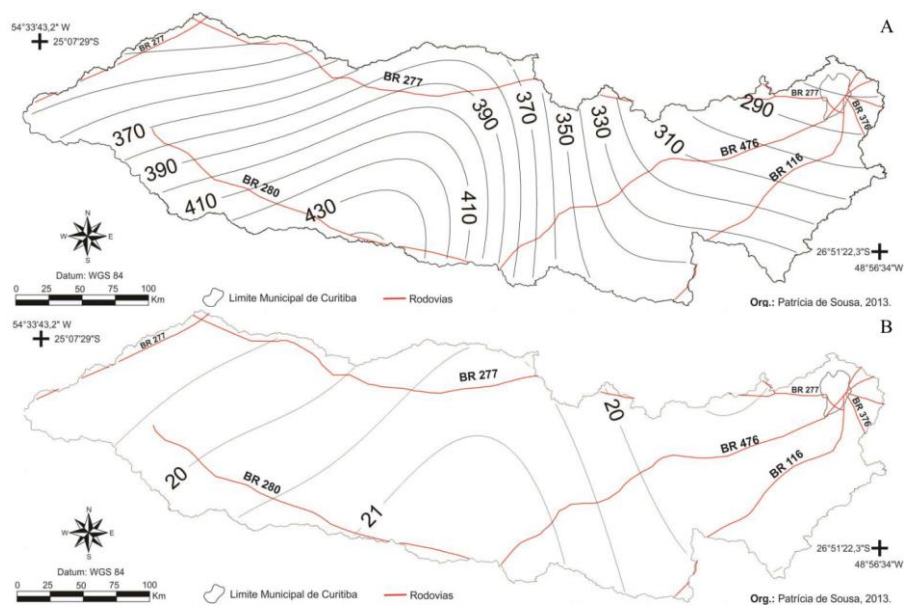 A
54°33'43,2" W
25°07'29"S
BR 277
BR 277
390
370
350
330
310
290
BR 277
BR 376
BR 476
BR 116
370
390
410
BR 280
430
410
N
W E
S
Datum: WGS 84
0 25 50 75 100
Km
Límite Municipal de Curitiba
Rodovias
26°51'22,3"S
48°56'34"W
Org.: Patrícia de Sousa, 2013.
B
54°33'43,2" W
25°07'29"S
BR 277
BR 277
20
BR 277
BR 376
BR 476
BR 116
20
BR 280
21
N
W E
S
Datum: WGS 84
0 25 50 75 100
Km
Límite Municipal de Curitiba
Rodovias
26°51'22,3"S
48°56'34"W
Org.: Patrícia de Sousa, 2013.